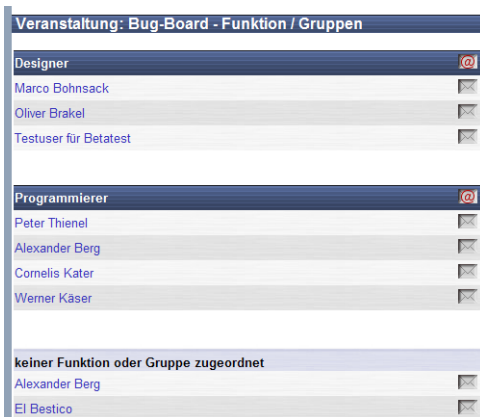 Veranstaltung: Bug-Board - Funktion / Gruppen
Designer @
Marco Bohnsack
Oliver Brakel
Testuser für Betatest
Programmierer @
Peter Thienel
Alexander Berg
Cornelis Kater
Werner Käser
keiner Funktion oder Gruppe zugeordnet
Alexander Berg
El Bestico